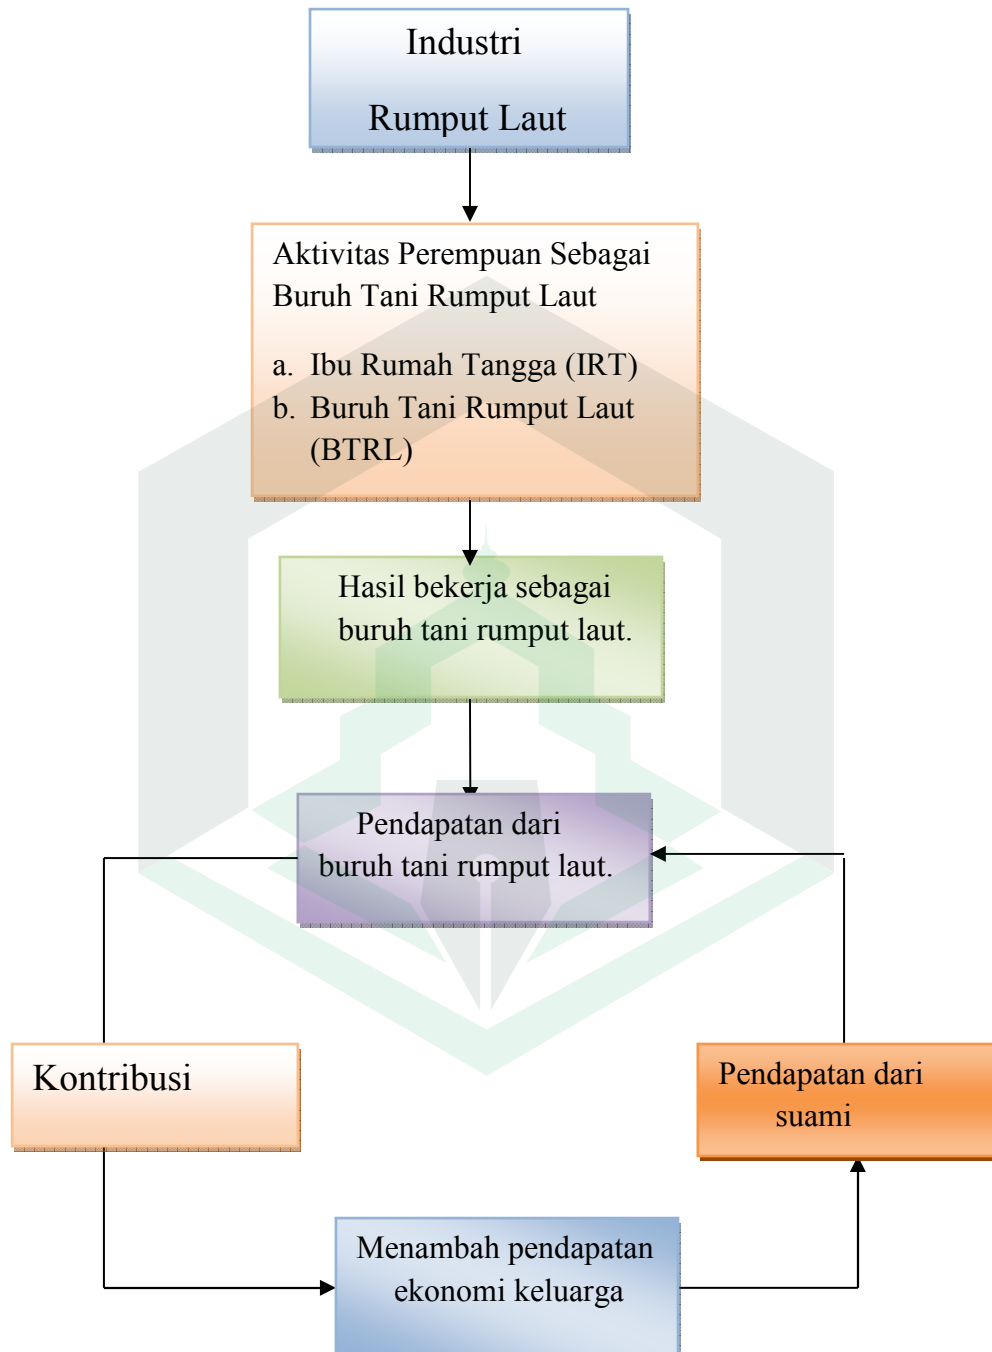 Industri
Rumput Laut
Aktivitas Perempuan Sebagai
Buruh Tani Rumput Laut
a. Ibu Rumah Tangga (IRT)
b. Buruh Tani Rumput Laut
(BTRL)
Hasil bekerja sebagai
buruh tani rumput laut.
Pendapatan dari
buruh tani rumput laut.
Kontribusi
Pendapatan dari
suami
Menambah pendapatan
ekonomi keluarga